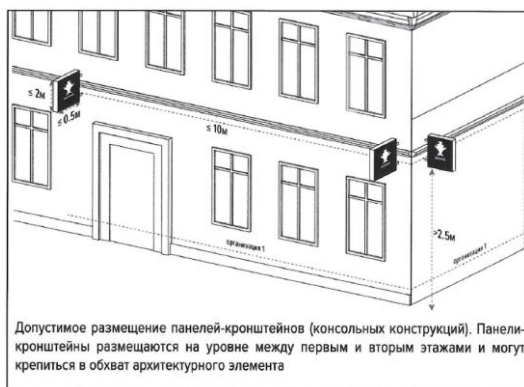 ≤ 2м
≤ 0.5м
≤ 10м
>2.5м
организация 1
организация 1
Допустимое размещение панелей-кронштейнов (консольных конструкций). Панели-
кронштейны размещаются на уровне между первым и вторым этажами и могут
крепиться в обхват архитектурного элемента